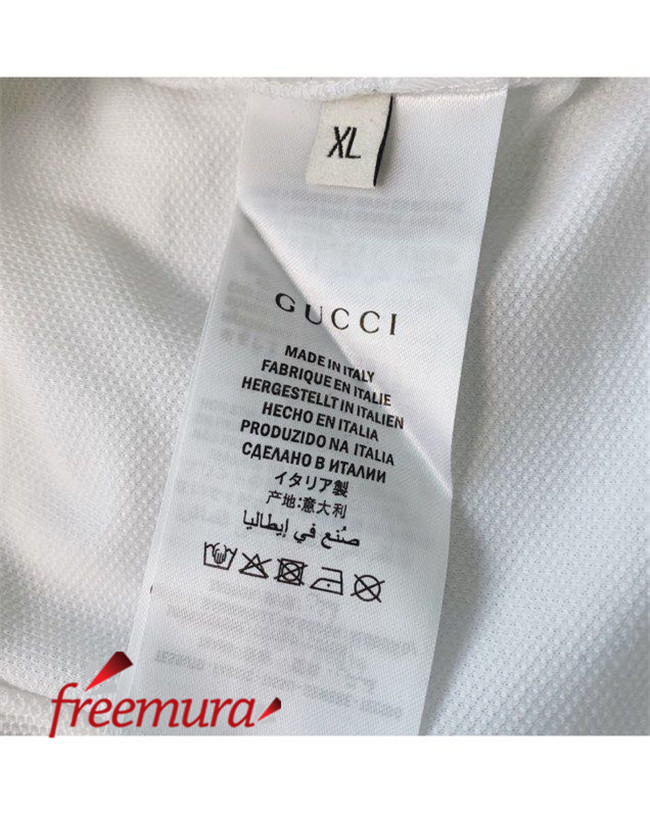 XL
GUCCI
MADE IN ITALY
FABRIQUE EN ITALIE
HERGESTELLT IN ITALIEN
HECHO EN ITALIA
PRODUZIDO NA ITALIA
СДЕЛАНО В ИТАЛИИ
イタリア製
产地:意大利
صُنع في إيطاليا
freemura